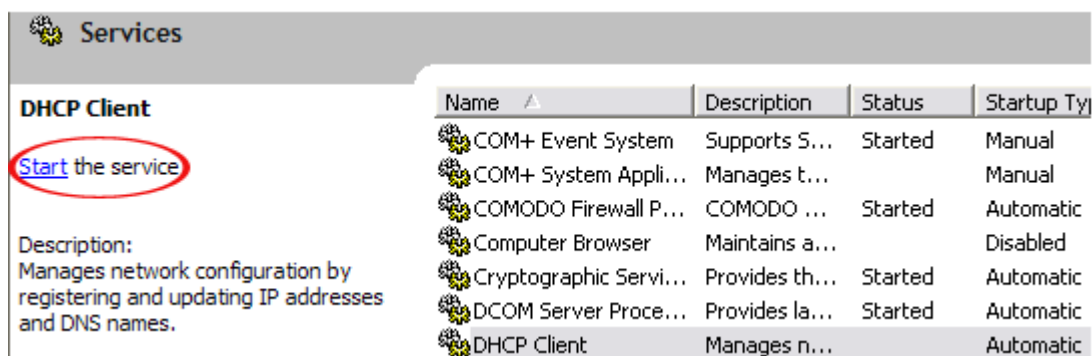 Services
DHCP Client
Start the service
Description:
Manages network configuration by
registering and updating IP addresses
and DNS names.
Name Description Status Startup Typ
COM+ Event System Supports S... Started Manual
COM+ System Appli... Manages t... Manual
COMODO Firewall P... COMODO ... Started Automatic
Computer Browser Maintains a... Disabled
Cryptographic Servi... Provides th... Started Automatic
DCOM Server Proce... Provides la... Started Automatic
DHCP Client Manages n... Automatic